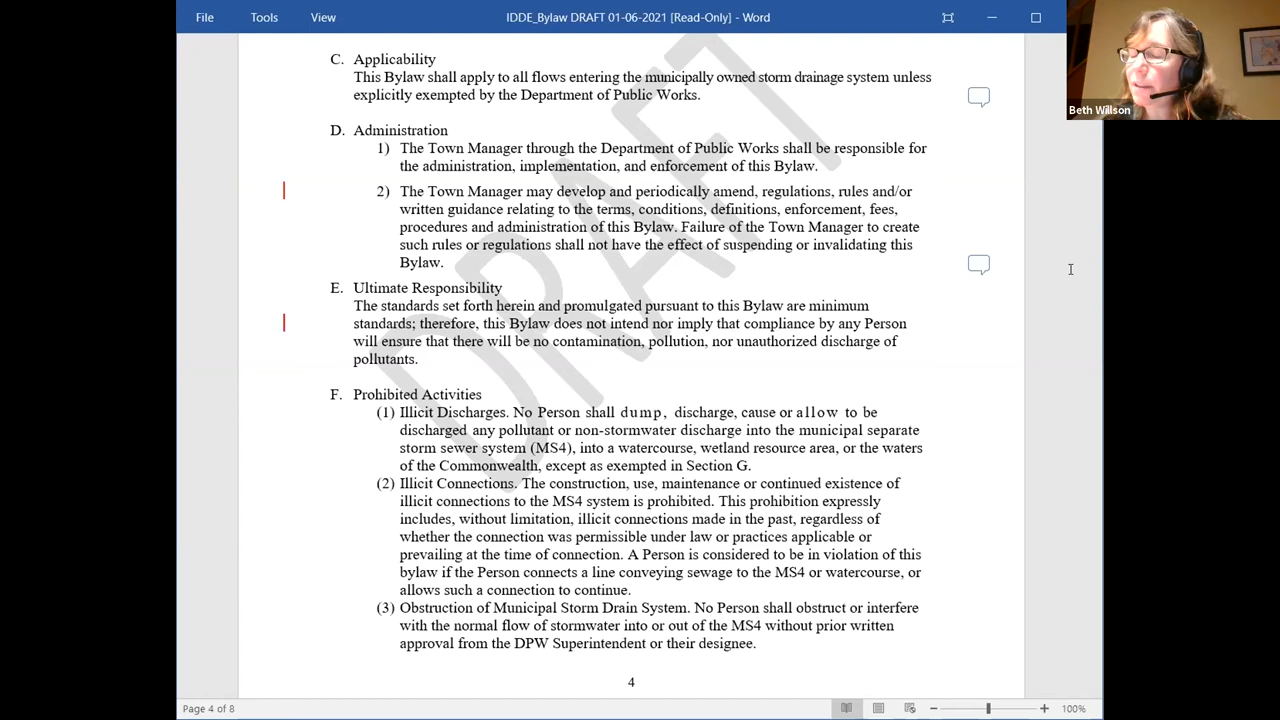 File Tools View IDDE_Bylaw DRAFT 01-06-2021 [Read-Only] - Word
Beth Willson
DRAFT
C. Applicability
This Bylaw shall apply to all flows entering the municipally owned storm drainage system unless
explicitly exempted by the Department of Public Works.
D. Administration
1) The Town Manager through the Department of Public Works shall be responsible for
the administration, implementation, and enforcement of this Bylaw.
2) The Town Manager may develop and periodically amend, regulations, rules and/or
written guidance relating to the terms, conditions, definitions, enforcement, fees,
procedures and administration of this Bylaw. Failure of the Town Manager to create
such rules or regulations shall not have the effect of suspending or invalidating this
Bylaw.
E. Ultimate Responsibility
The standards set forth herein and promulgated pursuant to this Bylaw are minimum
standards; therefore, this Bylaw does not intend nor imply that compliance by any Person
will ensure that there will be no contamination, pollution, nor unauthorized discharge of
pollutants.
F. Prohibited Activities
(1) Illicit Discharges. No Person shall dump, discharge, cause or allow to be
discharged any pollutant or non-stormwater discharge into the municipal separate
storm sewer system (MS4), into a watercourse, wetland resource area, or the waters
of the Commonwealth, except as exempted in Section G.
(2) Illicit Connections. The construction, use, maintenance or continued existence of
illicit connections to the MS4 system is prohibited. This prohibition expressly
includes, without limitation, illicit connections made in the past, regardless of
whether the connection was permissible under law or practices applicable or
prevailing at the time of connection. A Person is considered to be in violation of this
bylaw if the Person connects a line conveying sewage to the MS4 or watercourse, or
allows such a connection to continue.
(3) Obstruction of Municipal Storm Drain System. No Person shall obstruct or interfere
with the normal flow of stormwater into or out of the MS4 without prior written
approval from the DPW Superintendent or their designee.
4
Page 4 of 8 100%